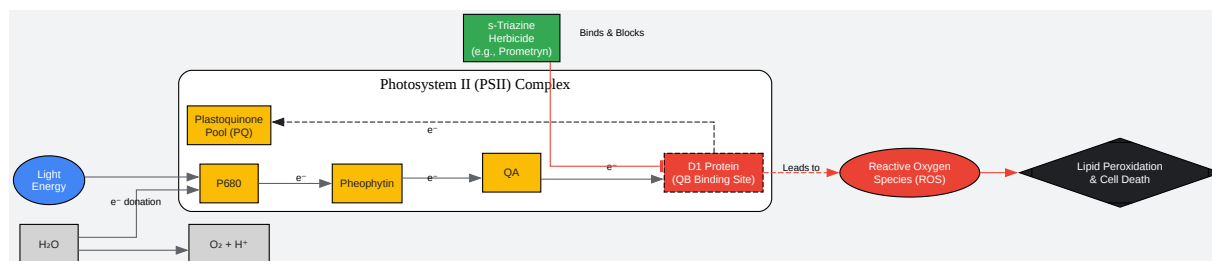 s-Triazine
Herbicide
(e.g., Prometryn)
Binds & Blocks
Photosystem II (PSII) Complex
Plastoquinone
Pool (PQ)
e⁻
Light
Energy
P680
e⁻
Pheophytin
e⁻
QA
e⁻
D1 Protein
(QB Binding Site)
Leads to
Reactive Oxygen
Species (ROS)
Lipid Peroxidation
& Cell Death
e⁻ donation
H₂O
O₂ + H⁺